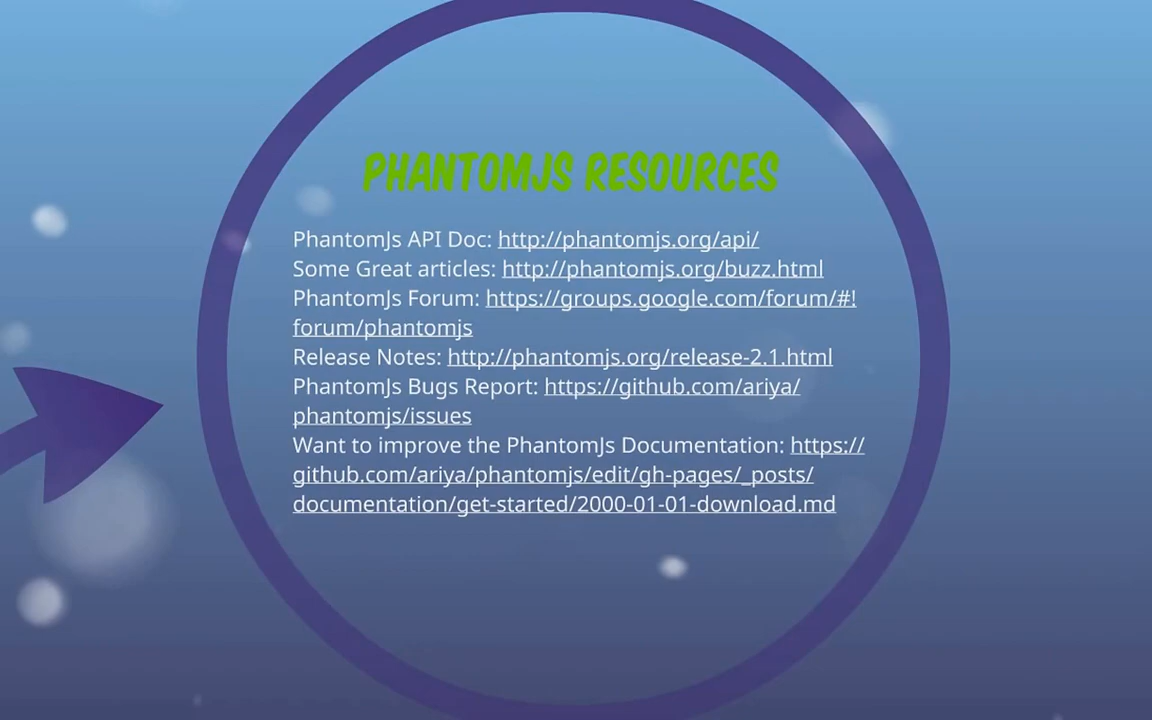 PHANTOMJS RESOURCES
PhantomJs API Doc: http://phantomjs.org/api/
Some Great articles: http://phantomjs.org/buzz.html
PhantomJs Forum: https://groups.google.com/forum/#!
forum/phantomjs
Release Notes: http://phantomjs.org/release-2.1.html
PhantomJs Bugs Report: https://github.com/ariya/
phantomjs/issues
Want to improve the PhantomJs Documentation: https://
github.com/ariya/phantomjs/edit/gh-pages/_posts/
documentation/get-started/2000-01-01-download.md